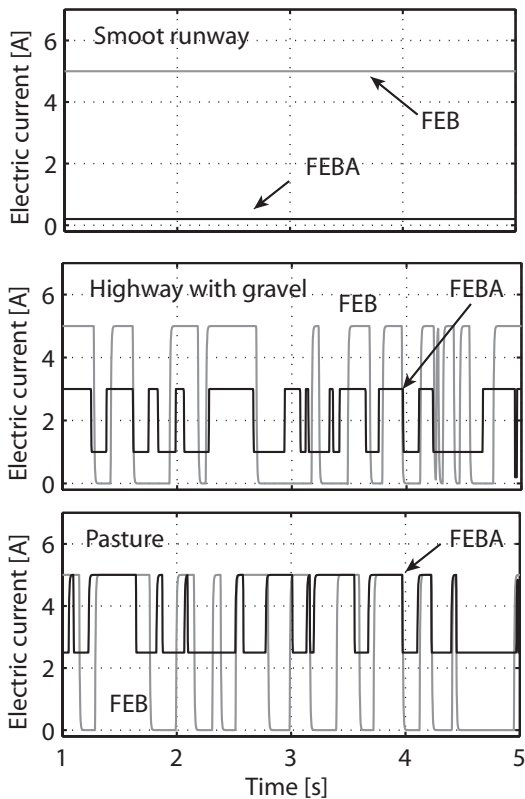 Electric current [A]
6
4
2
0
Smoot runway
FEB
FEBA
Electric current [A]
6
4
2
0
Highway with gravel
FEB
FEBA
Electric current [A]
6
4
2
0
Pasture
FEBA
FEB
1 2 3 4 5
Time [s]